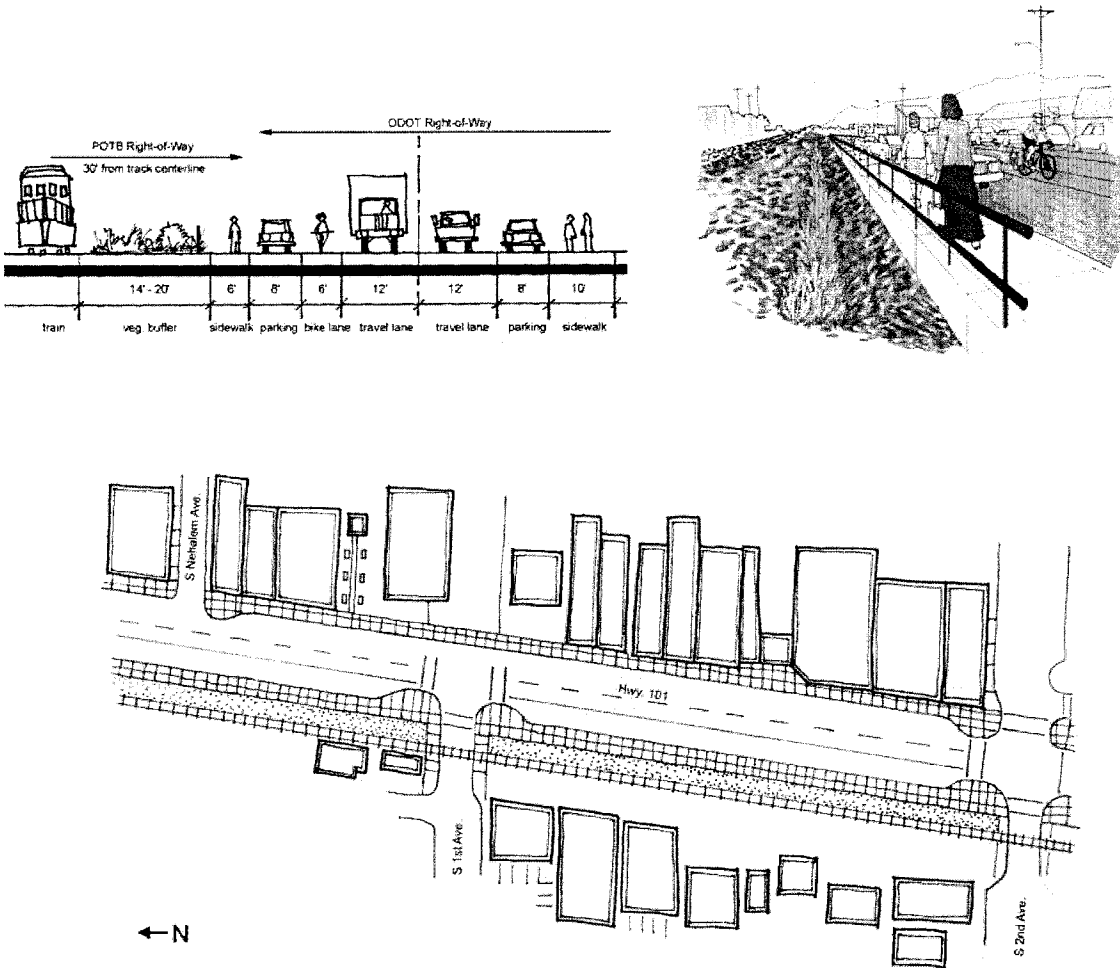 ODOT Right-of-Way
POTB Right-of-Way
30' from track centerline
14' - 20' 6' 8' 6' 12' 12' 8' 10'
train veg. buffer sidewalk parking bike lane travel lane travel lane parking sidewalk
S Nehalem Ave.
Hwy. 101
S 1st Ave.
S 2nd Ave.
N